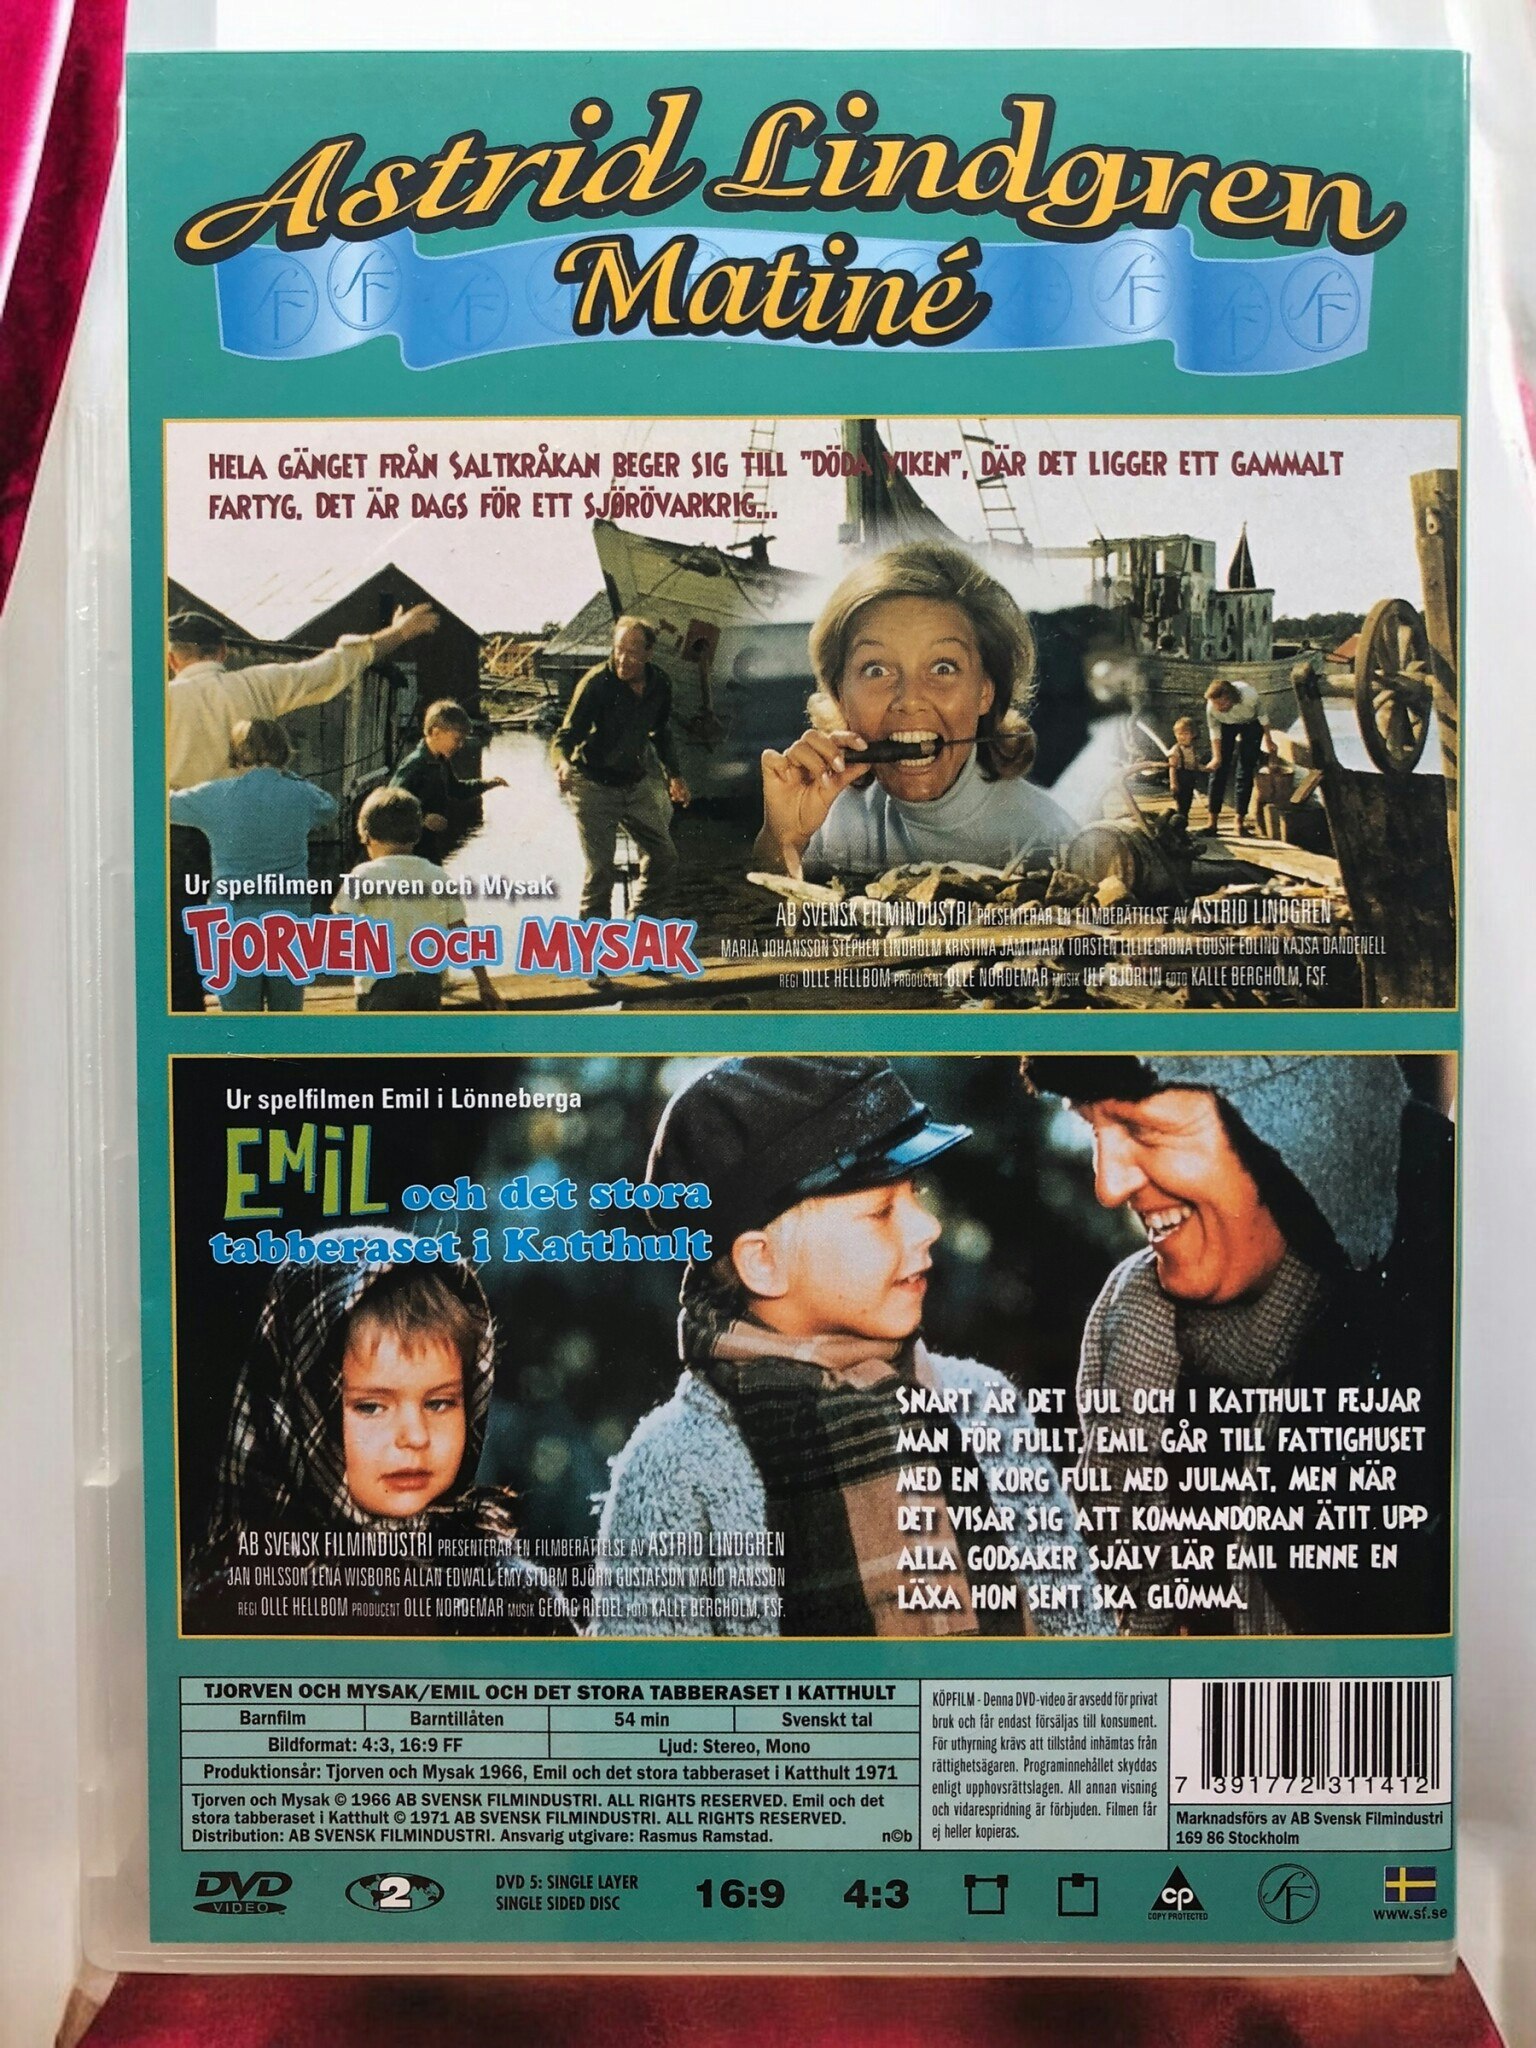 Astrid Lindgren
Matiné
HELA GÄNGET FRÅN SALTKRÅKAN BEGER SIG TILL "DÖDA VIKEN", DÄR DET LIGGER ETT GAMMALT
FARTYG. DET ÄR DAGS FÖR ETT SJÖRÖVARKRIG...
Ur spelfilmen Tjorven och Mysak
TJORVEN OCH MYSAK
AB SVENSK FILMINDUSTRI PRESENTERAR EN FILMBERÄTTELSE AV ASTRID LINDGREN
MARIA JOHANSSON STEPHEN LINDHOLM KRISTINA JÄMTMARK TORSTEN LILLIECRONA LOUSIE EDLIND KAJSA DANDENELL
REGI OLLE HELLBOM PRODUCENT OLLE NORDEMAR MUSIK ULF BJÖRLIN FOTO KALLE BERGHOLM, FSF.
Ur spelfilmen Emil i Lönneberga
EMIL och det stora
tabberaset i Katthult
SNART ÄR DET JUL OCH I KATTHULT FEJJAR
MAN FÖR FULLT. EMIL GÅR TILL FATTIGHUSET
MED EN KORG FULL MED JULMAT. MEN NÄR
DET VISAR SIG ATT KOMMANDORAN ÄTIT UPP
ALLA GODSAKER SJÄLV LÄR EMIL HENNE EN
LÄXA HON SENT SKA GLÖMMA.
AB SVENSK FILMINDUSTRI PRESENTERAR EN FILMBERÄTTELSE AV ASTRID LINDGREN
JAN OHLSSON LENA WISBORG ALLAN EDWALL EMY STORM BJÖRN GUSTAFSON MAUD HANSSON
REGI OLLE HELLBOM PRODUCENT OLLE NORDEMAR MUSIK GEORG RIEDEL FOTO KALLE BERGHOLM, FSF.
TJORVEN OCH MYSAK/EMIL OCH DET STORA TABBERASET I KATTHULT
Barnfilm Barntillåten 54 min Svenskt tal
Bildformat: 4:3, 16:9 FF Ljud: Stereo, Mono
Produktionsår: Tjorven och Mysak 1966, Emil och det stora tabberaset i Katthult 1971
Tjorven och Mysak © 1966 AB SVENSK FILMINDUSTRI. ALL RIGHTS RESERVED. Emil och det
stora tabberaset i Katthult © 1971 AB SVENSK FILMINDUSTRI. ALL RIGHTS RESERVED.
Distribution: AB SVENSK FILMINDUSTRI. Ansvarig utgivare: Rasmus Ramstad. n©b
KÖPFILM - Denna DVD-video är avsedd för privat
bruk och får endast försäljas till konsument.
För uthyrning krävs att tillstånd inhämtas från
rättighetsägaren. Programinnehållet skyddas
enligt upphovsrättslagen. All annan visning
och vidarespridning är förbjuden. Filmen får
ej heller kopieras.
7 391772 311412
Marknadsförs av AB Svensk Filmindustri
169 86 Stockholm
DVD VIDEO
2
DVD 5: SINGLE LAYER
SINGLE SIDED DISC
16:9
4:3
CP
COPY PROTECTED
SF
www.sf.se